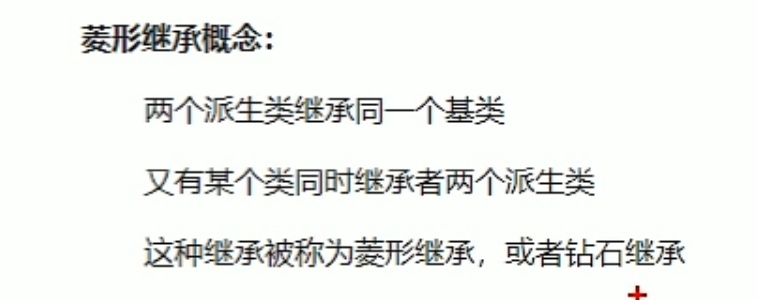 菱形继承概念：
两个派生类继承同一个基类
又有某个类同时继承者两个派生类
这种继承被称为菱形继承，或者钻石继承